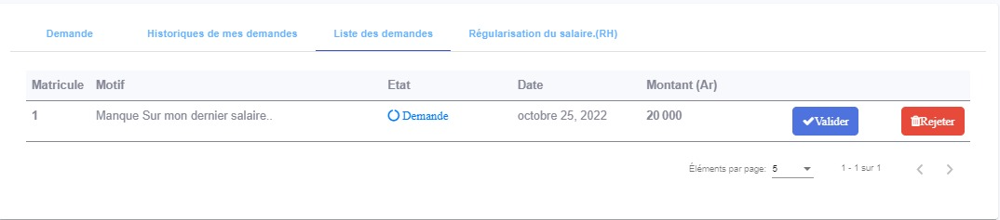 Demande Historiques de mes demandes Liste des demandes Régularisation du salaire.(RH)
Matricule Motif Etat Date Montant (Ar)
1 Manque Sur mon dernier salaire.. Demande octobre 25, 2022 20 000 Valider Rejeter
Éléments par page: 5 1 - 1 sur 1